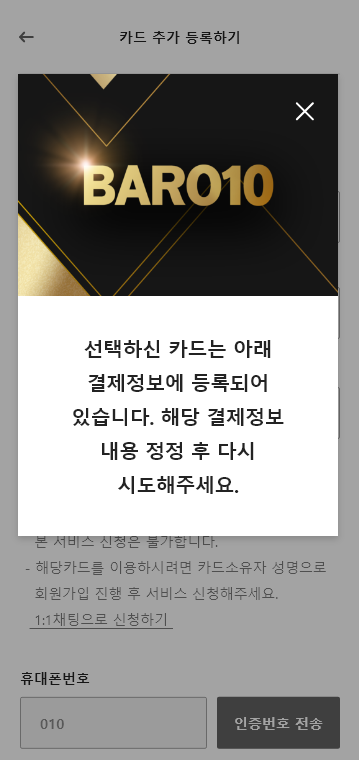 카드 추가 등록하기
BARO10
선택하신 카드는 아래
결제정보에 등록되어
있습니다. 해당 결제정보
내용 정정 후 다시
시도해주세요.
본 서비스 신청은 불가합니다.
- 해당카드를 이용하시려면 카드소유자 성명으로
회원가입 진행 후 서비스 신청해주세요.
1:1채팅으로 신청하기
휴대폰번호
010
인증번호 전송